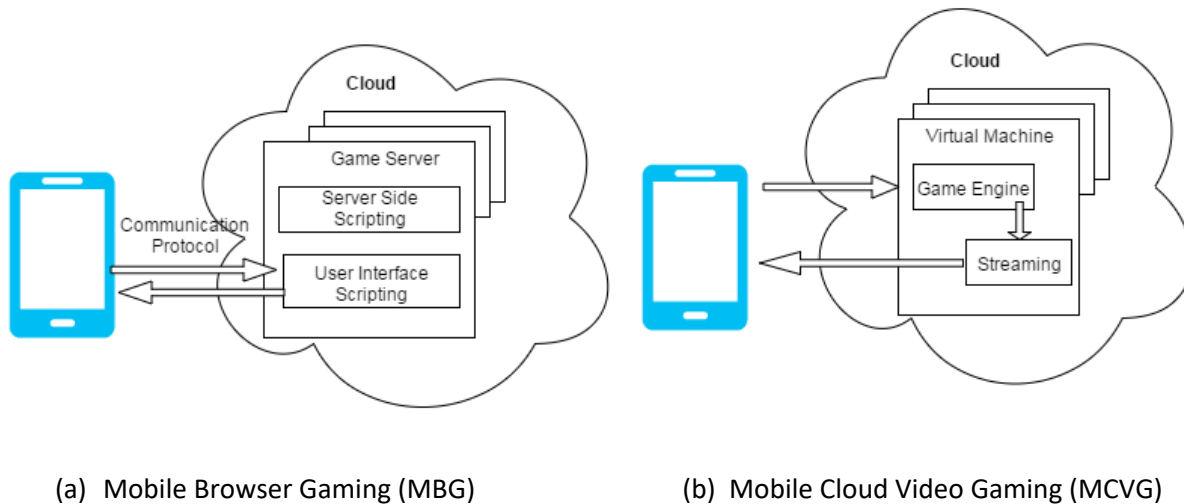 Cloud
Game Server
Server Side
Scripting
Communication
Protocol
User Interface
Scripting
Cloud
Virtual Machine
Game Engine
Streaming
(a) Mobile Browser Gaming (MBG)
(b) Mobile Cloud Video Gaming (MCVG)